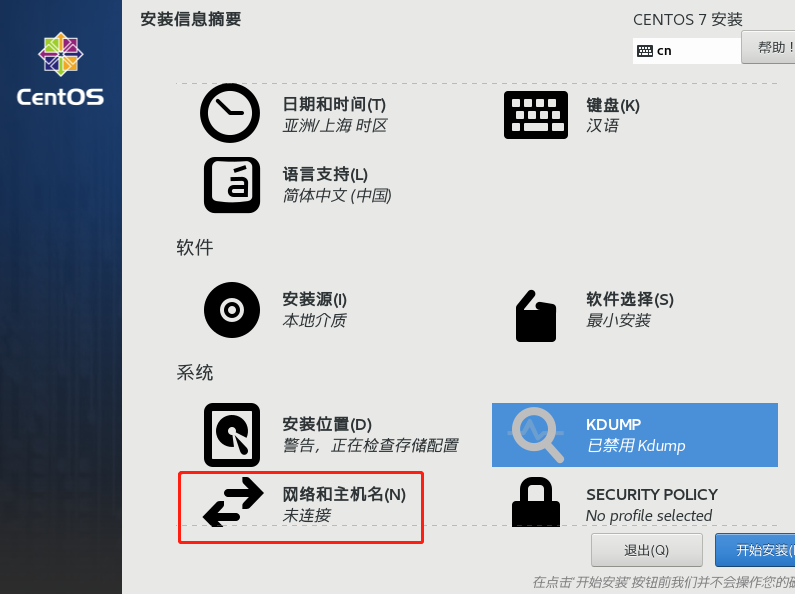 安装信息摘要
CENTOS 7 安装
cn
帮助！
CentOS
日期和时间(T)
亚洲/上海 时区
键盘(K)
汉语
语言支持(L)
简体中文 (中国)
软件
安装源(I)
本地介质
软件选择(S)
最小安装
系统
安装位置(D)
警告，正在检查存储配置
KDUMP
已禁用 Kdump
网络和主机名(N)
未连接
SECURITY POLICY
No profile selected
退出(Q)
开始安装(
在点击'开始安装'按钮前我们并不会操作您的